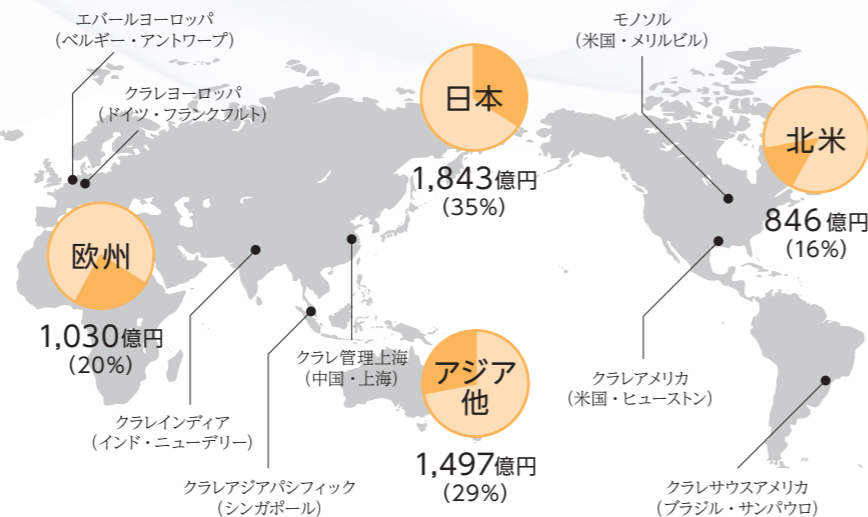 エバールヨーロッパ
（ベルギー・アントワープ）
クラレヨーロッパ
（ドイツ・フランクフルト）
モノソル
（米国・メリルビル）
日本
1,843億円
（35%）
北米
846億円
（16%）
欧州
1,030億円
（20%）
クラレ管理上海
（中国・上海）
アジア
他
1,497億円
（29%）
クラレアメリカ
（米国・ヒューストン）
クラレインディア
（インド・ニューデリー）
クラレアジアパシフィック
（シンガポール）
クラレサウスアメリカ
（ブラジル・サンパウロ）